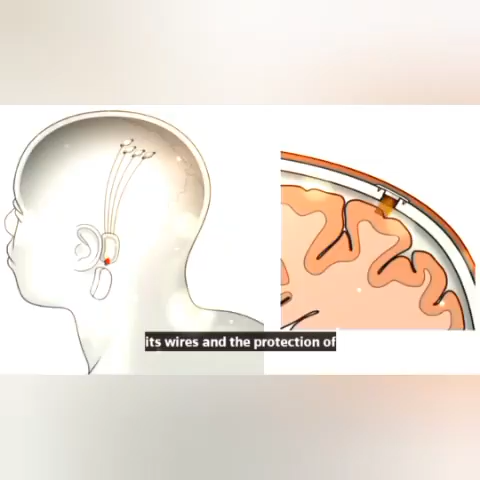 its wires and the protection of